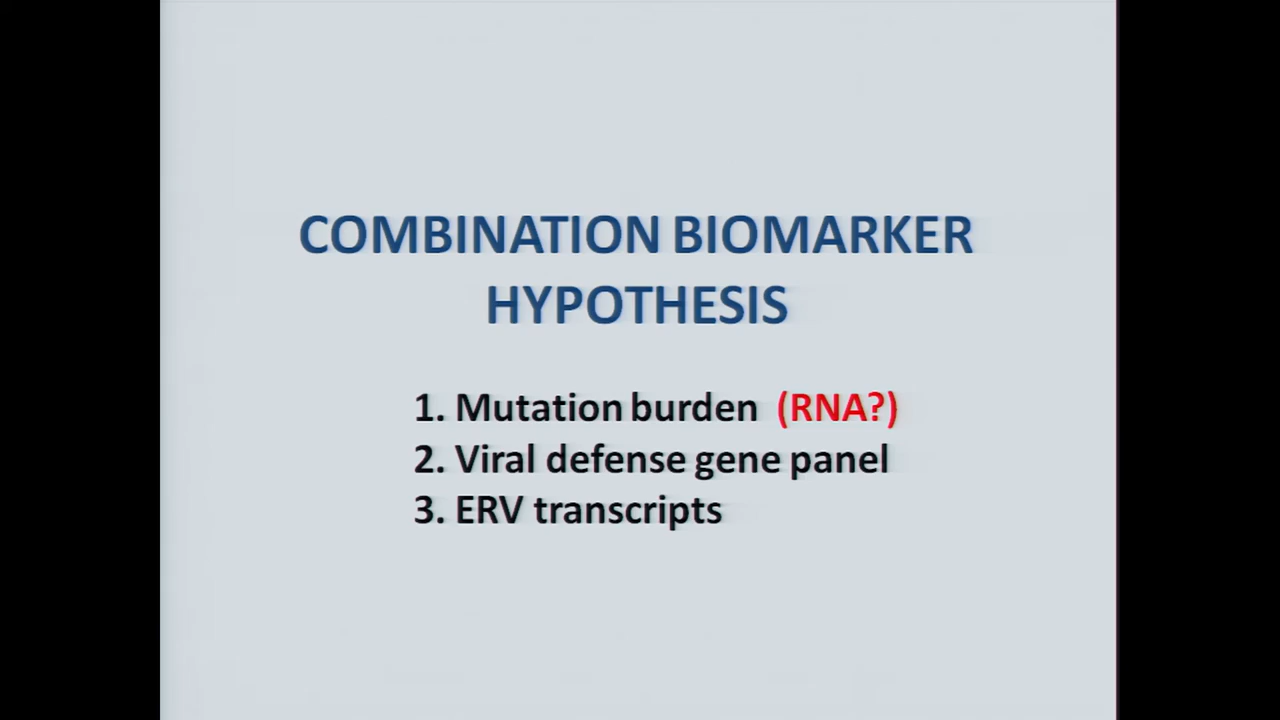 COMBINATION BIOMARKER
HYPOTHESIS
1. Mutation burden (RNA?)
2. Viral defense gene panel
3. ERV transcripts